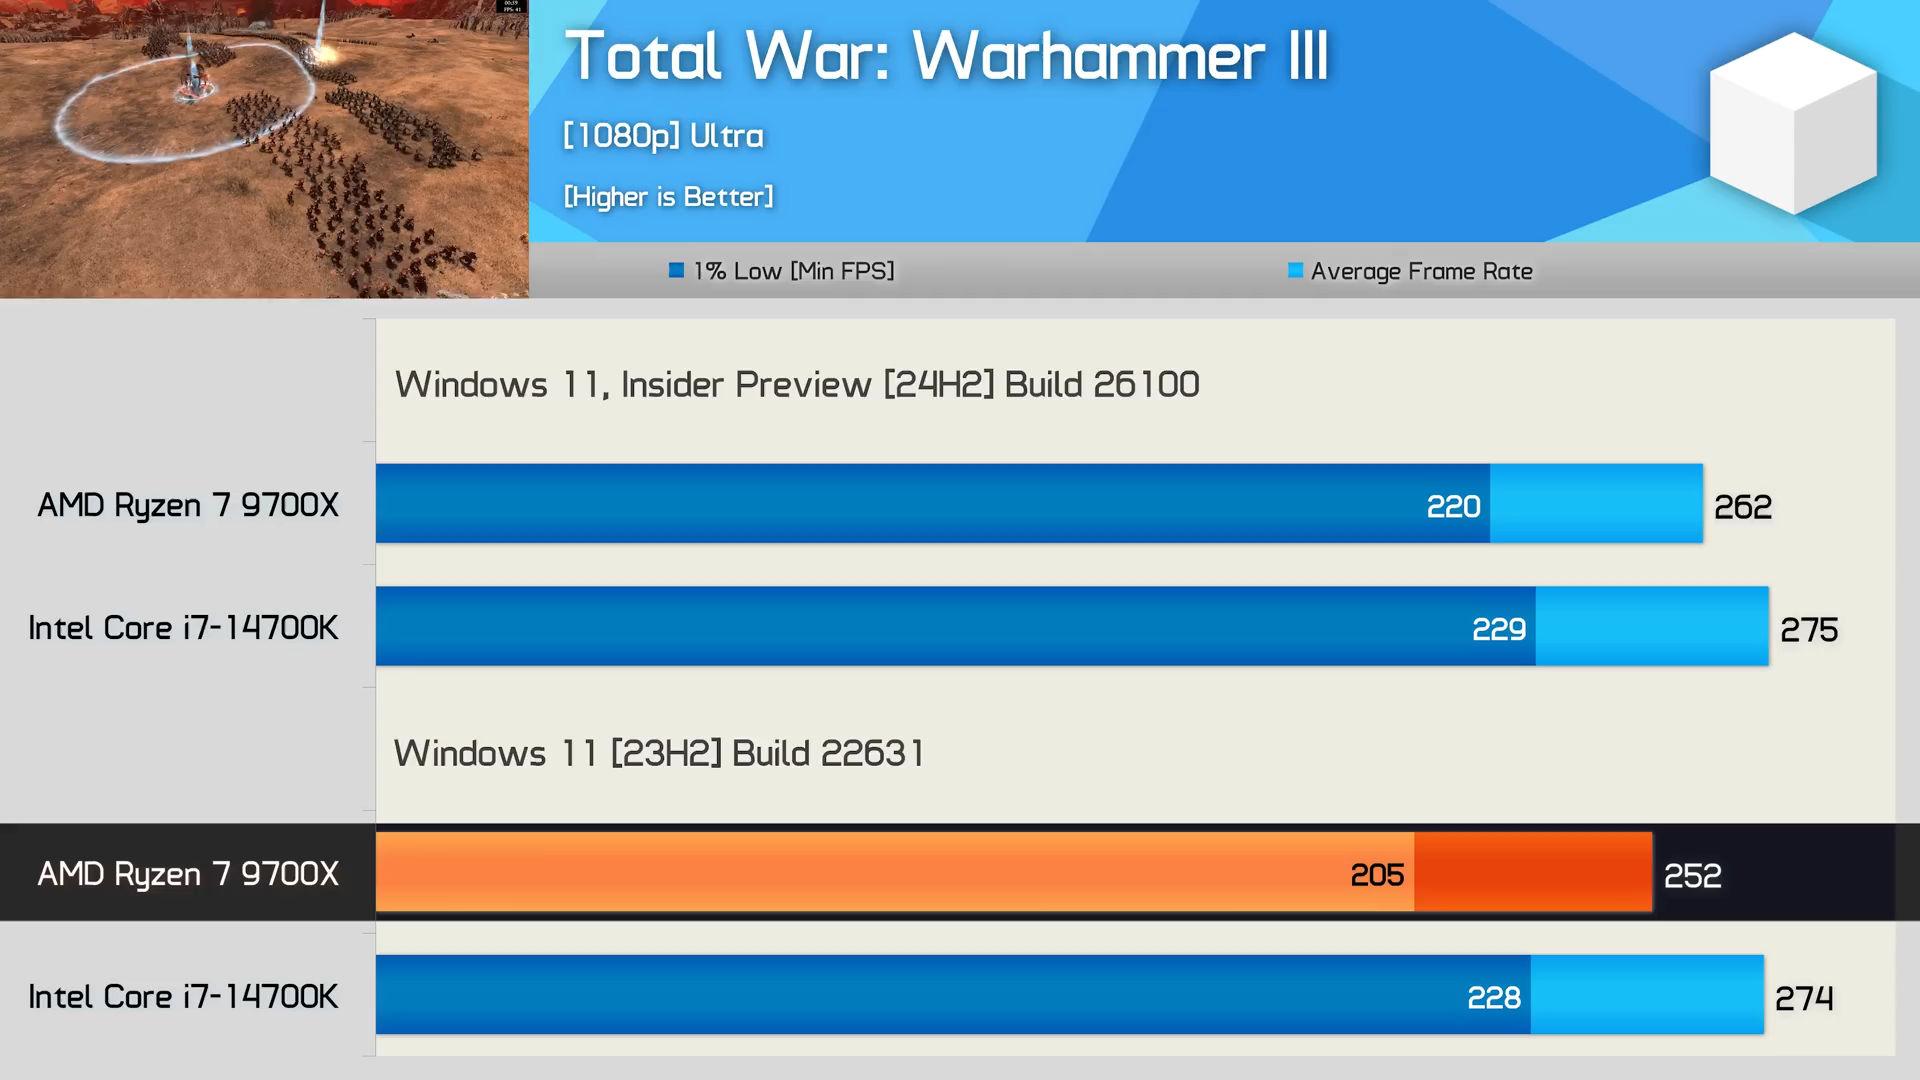 Total War: Warhammer III
[1080p] Ultra
[Higher is Better]
1% Low [Min FPS]
Average Frame Rate
Windows 11, Insider Preview [24H2] Build 26100
AMD Ryzen 7 9700X
220
262
Intel Core i7-14700K
229
275
Windows 11 [23H2] Build 22631
AMD Ryzen 7 9700X
205
252
Intel Core i7-14700K
228
274